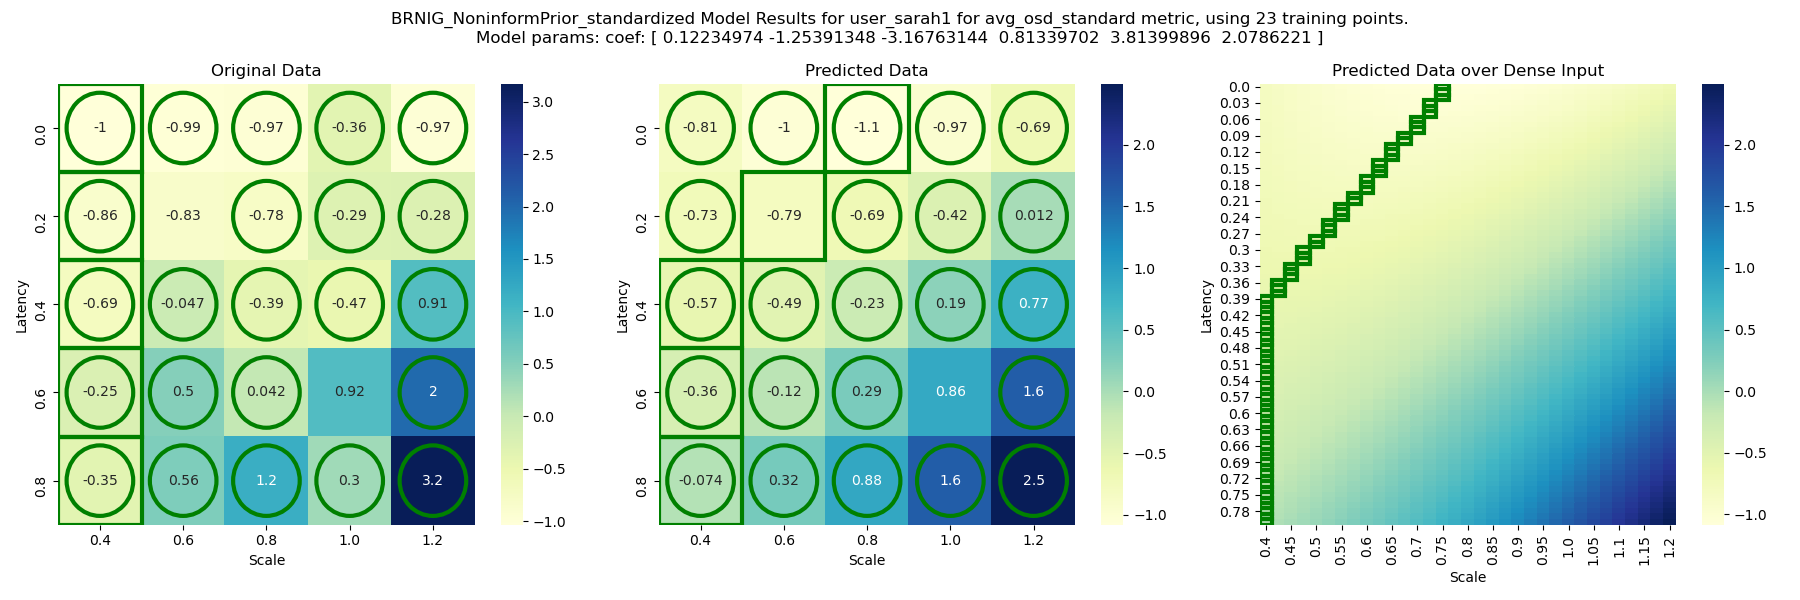 BRNIG_NoninformPrior_standardized Model Results for user_sarah1 for avg_osd_standard metric, using 23 training points.
Model params: coef: [ 0.12234974 -1.25391348 -3.16763144  0.81339702  3.81399896  2.0786221 ]
Original Data
Latency
0.0 -1 -0.99 -0.97 -0.36 -0.97
0.2 -0.86 -0.83 -0.78 -0.29 -0.28
0.4 -0.69 -0.047 -0.39 -0.47 0.91
0.6 -0.25 0.5 0.042 0.92 2
0.8 -0.35 0.56 1.2 0.3 3.2
0.4 0.6 0.8 1.0 1.2
Scale
3.0
2.5
2.0
1.5
1.0
0.5
0.0
−0.5
−1.0
Predicted Data
Latency
0.0 -0.81 -1 -1.1 -0.97 -0.69
0.2 -0.73 -0.79 -0.69 -0.42 0.012
0.4 -0.57 -0.49 -0.23 0.19 0.77
0.6 -0.36 -0.12 0.29 0.86 1.6
0.8 -0.074 0.32 0.88 1.6 2.5
0.4 0.6 0.8 1.0 1.2
Scale
2.0
1.5
1.0
0.5
0.0
−0.5
−1.0
Predicted Data over Dense Input
Latency
0.0
0.03
0.06
0.09
0.12
0.15
0.18
0.21
0.24
0.27
0.3
0.33
0.36
0.39
0.42
0.45
0.48
0.51
0.54
0.57
0.6
0.63
0.66
0.69
0.72
0.75
0.78
0.4 0.45 0.5 0.55 0.6 0.65 0.7 0.75 0.8 0.85 0.9 0.95 1.0 1.05 1.1 1.15 1.2
Scale
2.0
1.5
1.0
0.5
0.0
−0.5
−1.0